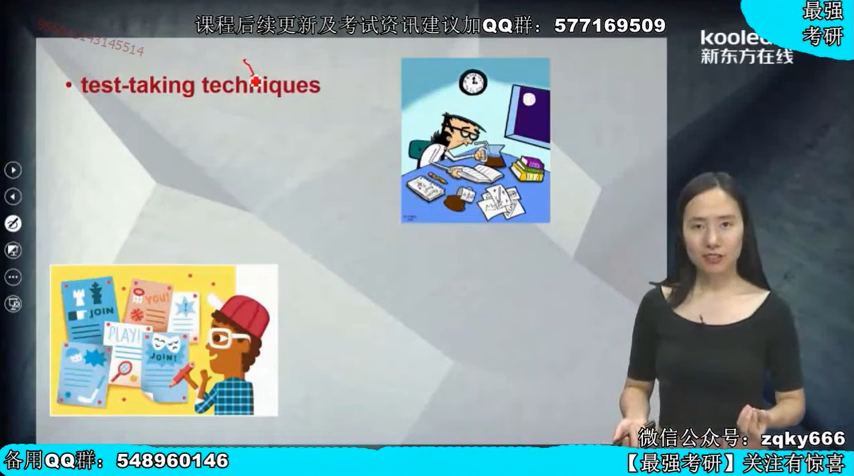 课程后续更新及考试资讯建议加QQ群：577169509
最强
考研
koole
新东方在线
• test-taking techniques
JOIN
YOU!
PLAY!
JOIN!
微信公众号：zqky666
备用QQ群：548960146
【最强考研】关注有惊喜